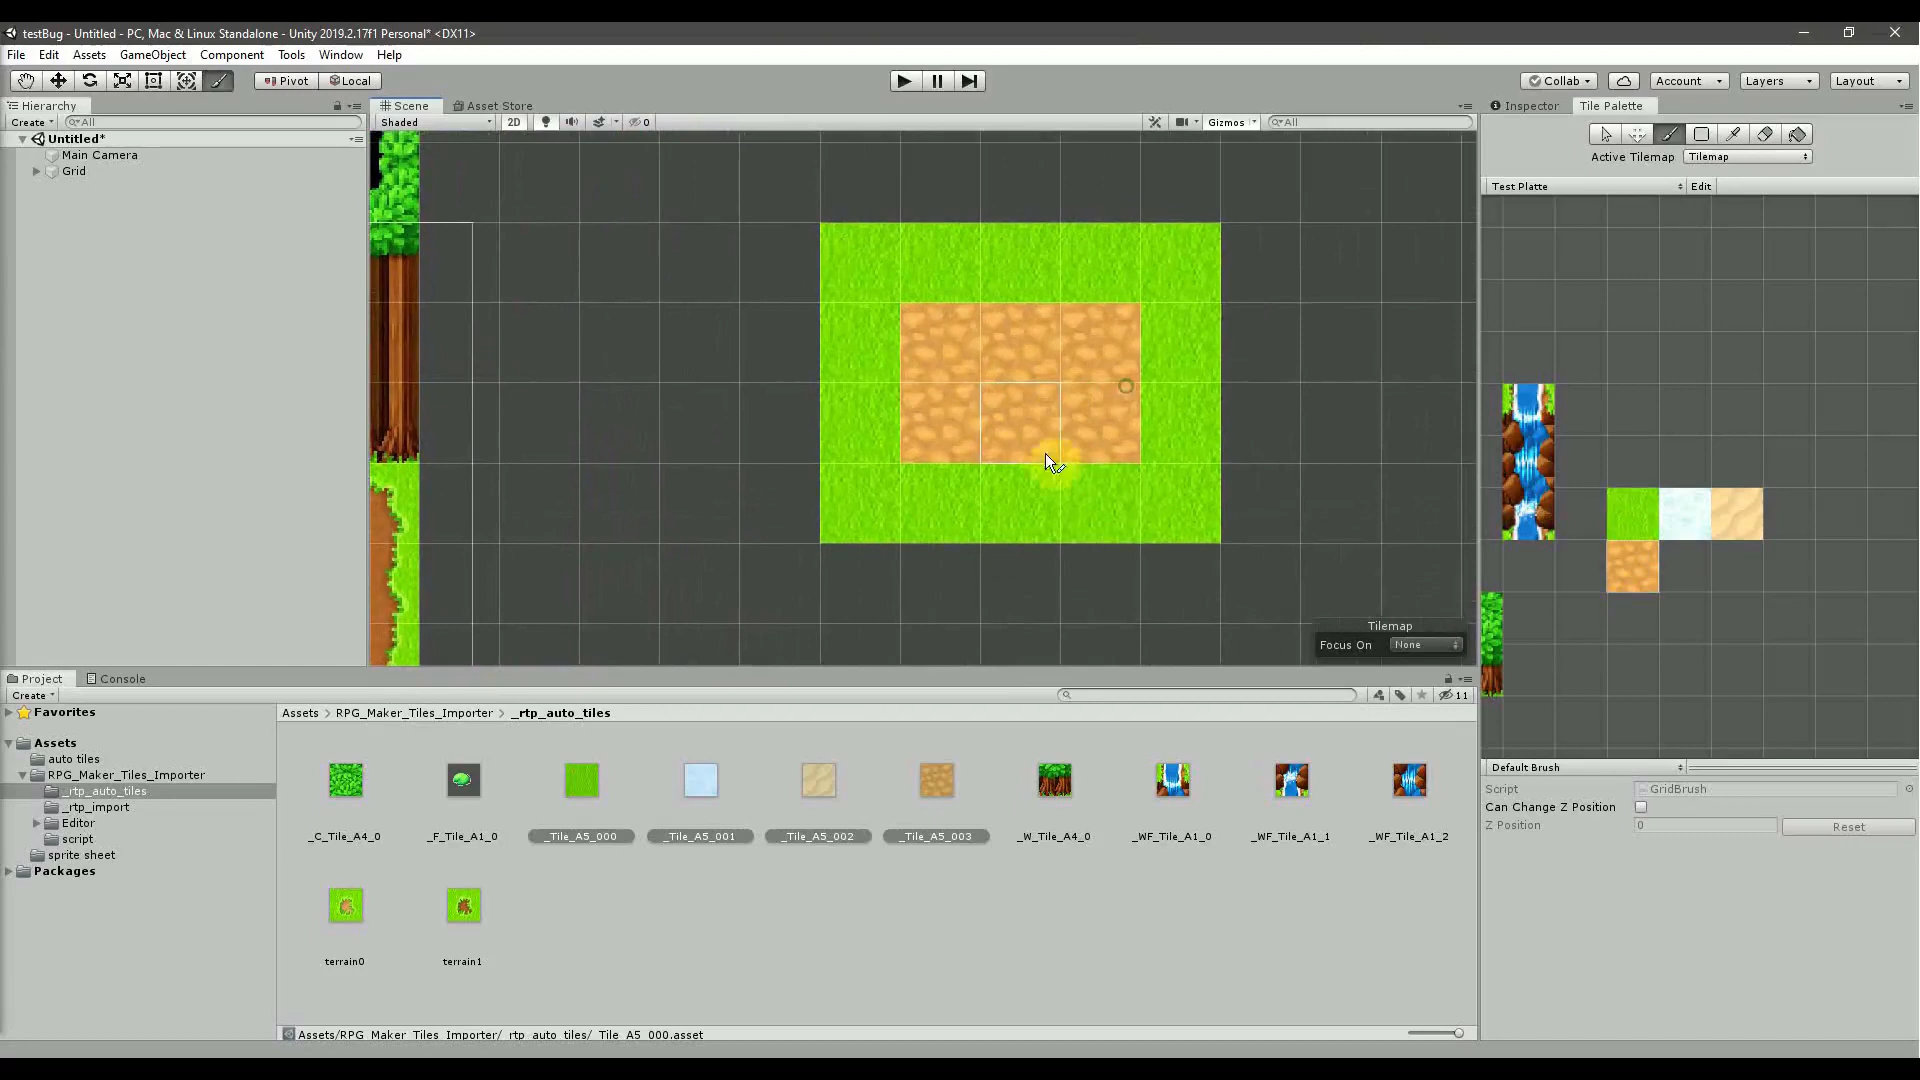 testBug - Untitled - PC, Mac & Linux Standalone - Unity 2019.2.17f1 Personal* <DX11>
File Edit Assets GameObject Component Tools Window Help
Pivot Local Collab Account Layers Layout
Hierarchy Scene Asset Store Inspector Tile Palette
Create All Shaded 2D 0 Gizmos All
Untitled*
Main Camera
Grid
Active Tilemap Tilemap
Test Platte Edit
Tilemap
Focus On None
Project Console
Create 11
Favorites
Assets > RPG_Maker_Tiles_Importer > _rtp_auto_tiles
Assets
auto tiles
RPG_Maker_Tiles_Importer
_rtp_auto_tiles
_rtp_import
Editor
script
sprite sheet
Packages
_C_Tile_A4_0 _F_Tile_A1_0 _Tile_A5_000 _Tile_A5_001 _Tile_A5_002 _Tile_A5_003 _W_Tile_A4_0 _WF_Tile_A1_0 _WF_Tile_A1_1 _WF_Tile_A1_2
terrain0 terrain1
Assets/RPG_Maker_Tiles_Importer/_rtp_auto_tiles/_Tile_A5_000.asset
Default Brush
Script GridBrush
Can Change Z Position
Z Position 0 Reset